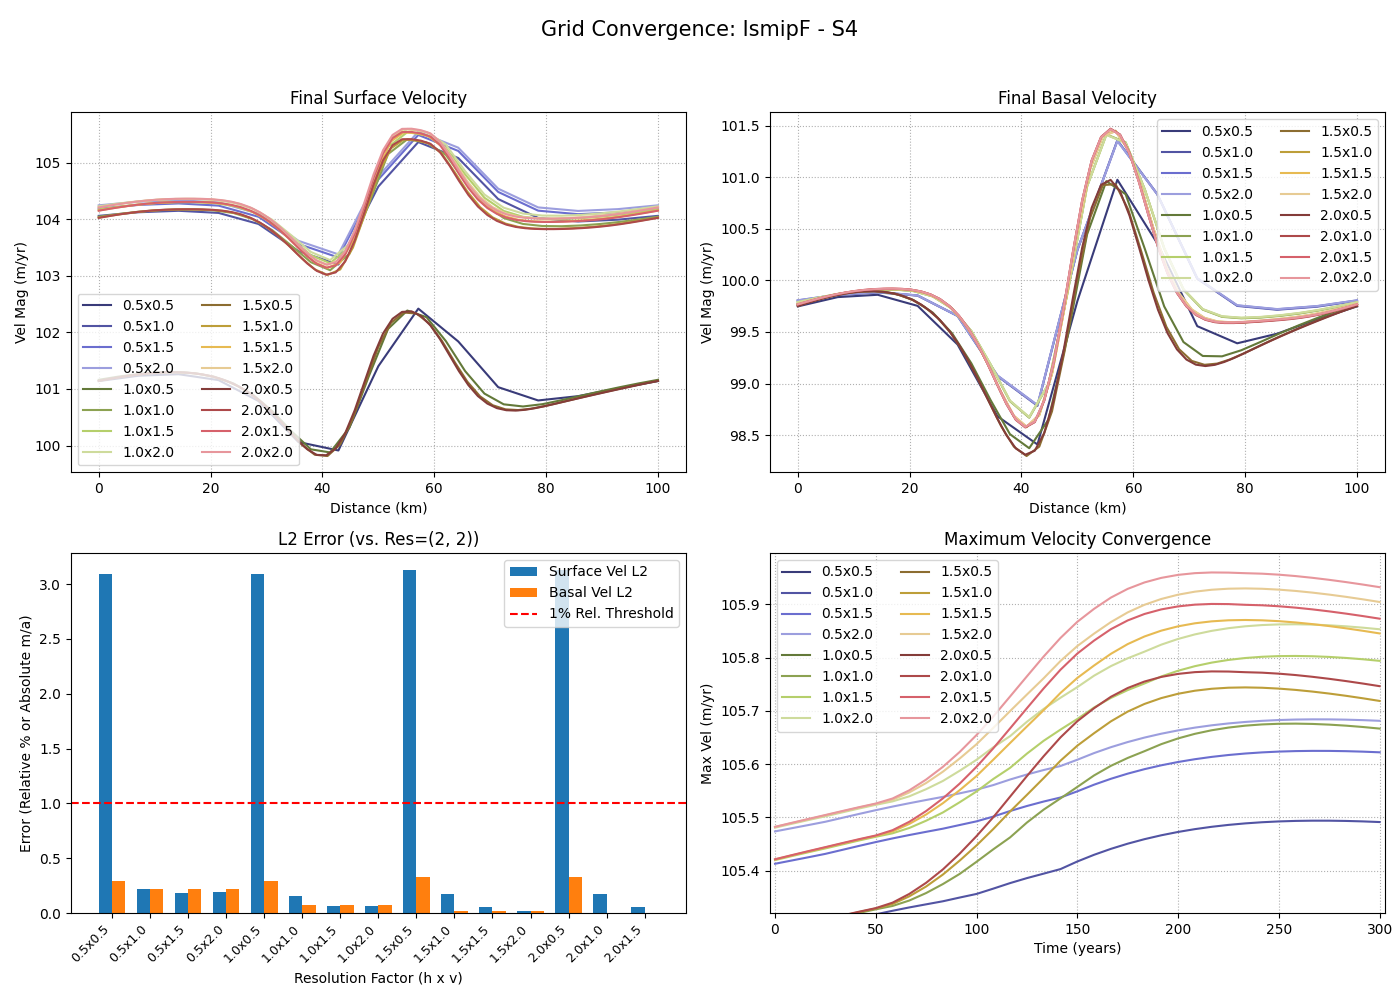 Grid Convergence: IsmipF - S4
Final Surface Velocity
Vel Mag (m/yr)
105
104
103
102
101
100
0.5x0.5
0.5x1.0
0.5x1.5
0.5x2.0
1.0x0.5
1.0x1.0
1.0x1.5
1.0x2.0
1.5x0.5
1.5x1.0
1.5x1.5
1.5x2.0
2.0x0.5
2.0x1.0
2.0x1.5
2.0x2.0
0 20 40 60 80 100
Distance (km)
Final Basal Velocity
Vel Mag (m/yr)
101.5
101.0
100.5
100.0
99.5
99.0
98.5
0.5x0.5
0.5x1.0
0.5x1.5
0.5x2.0
1.0x0.5
1.0x1.0
1.0x1.5
1.0x2.0
1.5x0.5
1.5x1.0
1.5x1.5
1.5x2.0
2.0x0.5
2.0x1.0
2.0x1.5
2.0x2.0
0 20 40 60 80 100
Distance (km)
L2 Error (vs. Res=(2, 2))
Error (Relative % or Absolute m/a)
3.0
2.5
2.0
1.5
1.0
0.5
0.0
Surface Vel L2
Basal Vel L2
1% Rel. Threshold
0.5x0.5
0.5x1.0
0.5x1.5
0.5x2.0
1.0x0.5
1.0x1.0
1.0x1.5
1.0x2.0
1.5x0.5
1.5x1.0
1.5x1.5
1.5x2.0
2.0x0.5
2.0x1.0
2.0x1.5
Resolution Factor (h x v)
Maximum Velocity Convergence
Max Vel (m/yr)
105.9
105.8
105.7
105.6
105.5
105.4
0.5x0.5
0.5x1.0
0.5x1.5
0.5x2.0
1.0x0.5
1.0x1.0
1.0x1.5
1.0x2.0
1.5x0.5
1.5x1.0
1.5x1.5
1.5x2.0
2.0x0.5
2.0x1.0
2.0x1.5
2.0x2.0
0 50 100 150 200 250 300
Time (years)